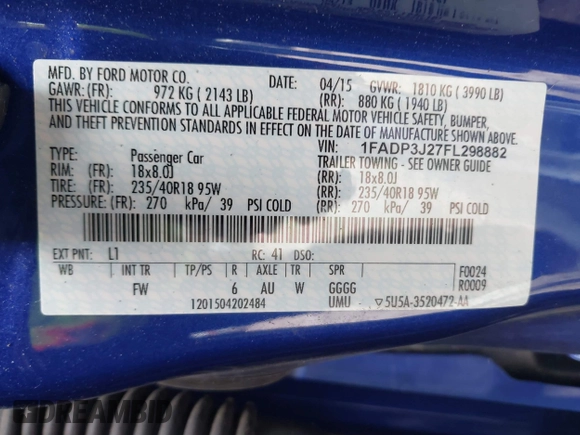 MFD. BY FORD MOTOR CO. DATE: 04/15 GVWR: 1810 KG ( 3990 LB)
GAWR:(FR): 972 KG ( 2143 LB) (RR): 880 KG ( 1940 LB)
THIS VEHICLE CONFORMS TO ALL APPLICABLE FEDERAL MOTOR VEHICLE SAFETY, BUMPER,
AND THEFT PREVENTION STANDARDS IN EFFECT ON THE DATE OF MANUFACTURE SHOWN ABOVE.
VIN: 1FADP3J27FL298882
TYPE: Passenger Car TRAILER TOWING - SEE OWNER GUIDE
RIM: (FR): 18x8.0J (RR): 18x8.0J
TIRE: (FR): 235/40R18 95W (RR): 235/40R18 95W
PRESSURE: (FR): 270 kPa/ 39 PSI COLD (RR): 270 kPa/ 39 PSI COLD
EXT PNT: L1 RC: 41 DSO:
WB INT TR TP/PS R AXLE TR SPR F0024
FW 6 AU W GGGG R0009
1201504202484 UMU ▽5U5A-3520472-AA
DREAMBID